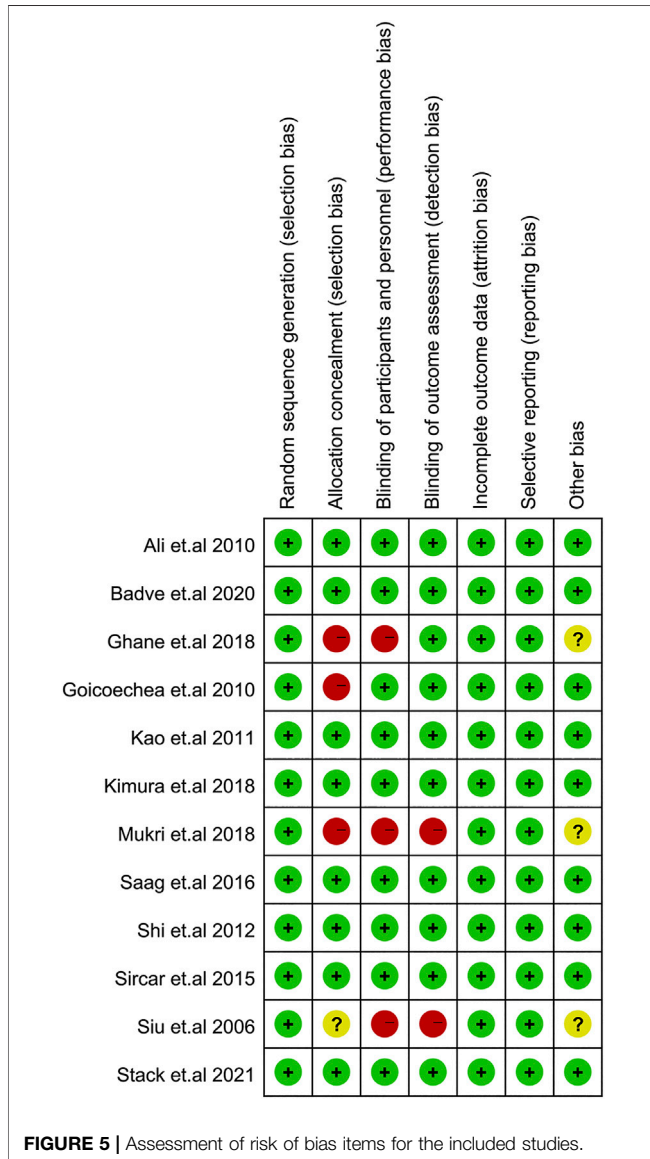 Random sequence generation (selection bias)
Allocation concealment (selection bias)
Blinding of participants and personnel (performance bias)
Blinding of outcome assessment (detection bias)
Incomplete outcome data (attrition bias)
Selective reporting (reporting bias)
Other bias
Ali et.al 2010 + + + + + + +
Badve et.al 2020 + + + + + + +
Ghane et.al 2018 + - - + + + ?
Goicoechea et.al 2010 + - + + + + +
Kao et.al 2011 + + + + + + +
Kimura et.al 2018 + + + + + + +
Mukri et.al 2018 + - - - + + ?
Saag et.al 2016 + + + + + + +
Shi et.al 2012 + + + + + + +
Sircar et.al 2015 + + + + + + +
Siu et.al 2006 + ? - - + + ?
Stack et.al 2021 + + + + + + +
FIGURE 5 | Assessment of risk of bias items for the included studies.